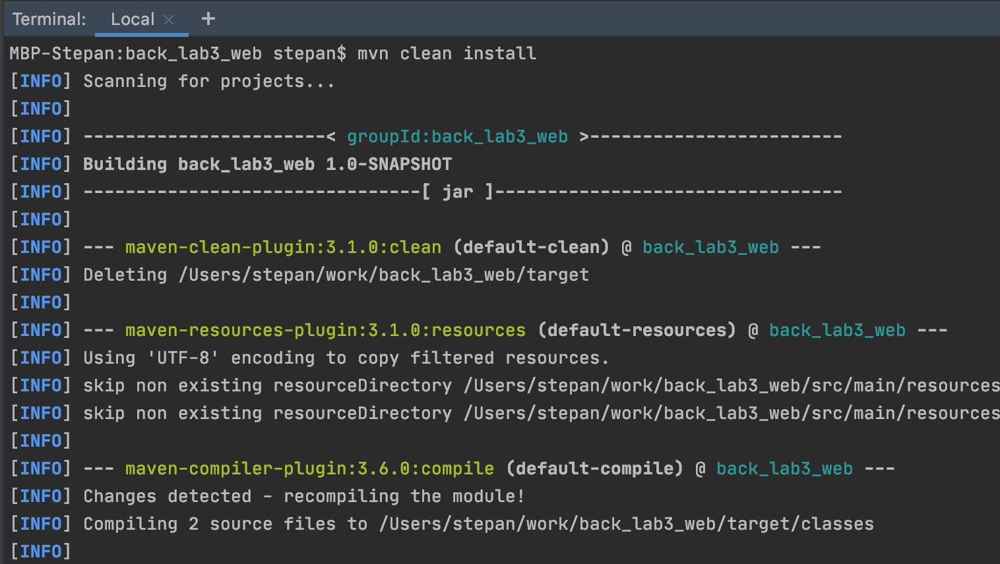 Terminal: Local × +
MBP-Stepan:back_lab3_web stepan$ mvn clean install
[INFO] Scanning for projects...
[INFO]
[INFO] -----------------------< groupId:back_lab3_web >------------------------
[INFO] Building back_lab3_web 1.0-SNAPSHOT
[INFO] --------------------------------[ jar ]---------------------------------
[INFO]
[INFO] --- maven-clean-plugin:3.1.0:clean (default-clean) @ back_lab3_web ---
[INFO] Deleting /Users/stepan/work/back_lab3_web/target
[INFO]
[INFO] --- maven-resources-plugin:3.1.0:resources (default-resources) @ back_lab3_web ---
[INFO] Using 'UTF-8' encoding to copy filtered resources.
[INFO] skip non existing resourceDirectory /Users/stepan/work/back_lab3_web/src/main/resources
[INFO] skip non existing resourceDirectory /Users/stepan/work/back_lab3_web/src/main/resources
[INFO]
[INFO] --- maven-compiler-plugin:3.6.0:compile (default-compile) @ back_lab3_web ---
[INFO] Changes detected - recompiling the module!
[INFO] Compiling 2 source files to /Users/stepan/work/back_lab3_web/target/classes
[INFO]